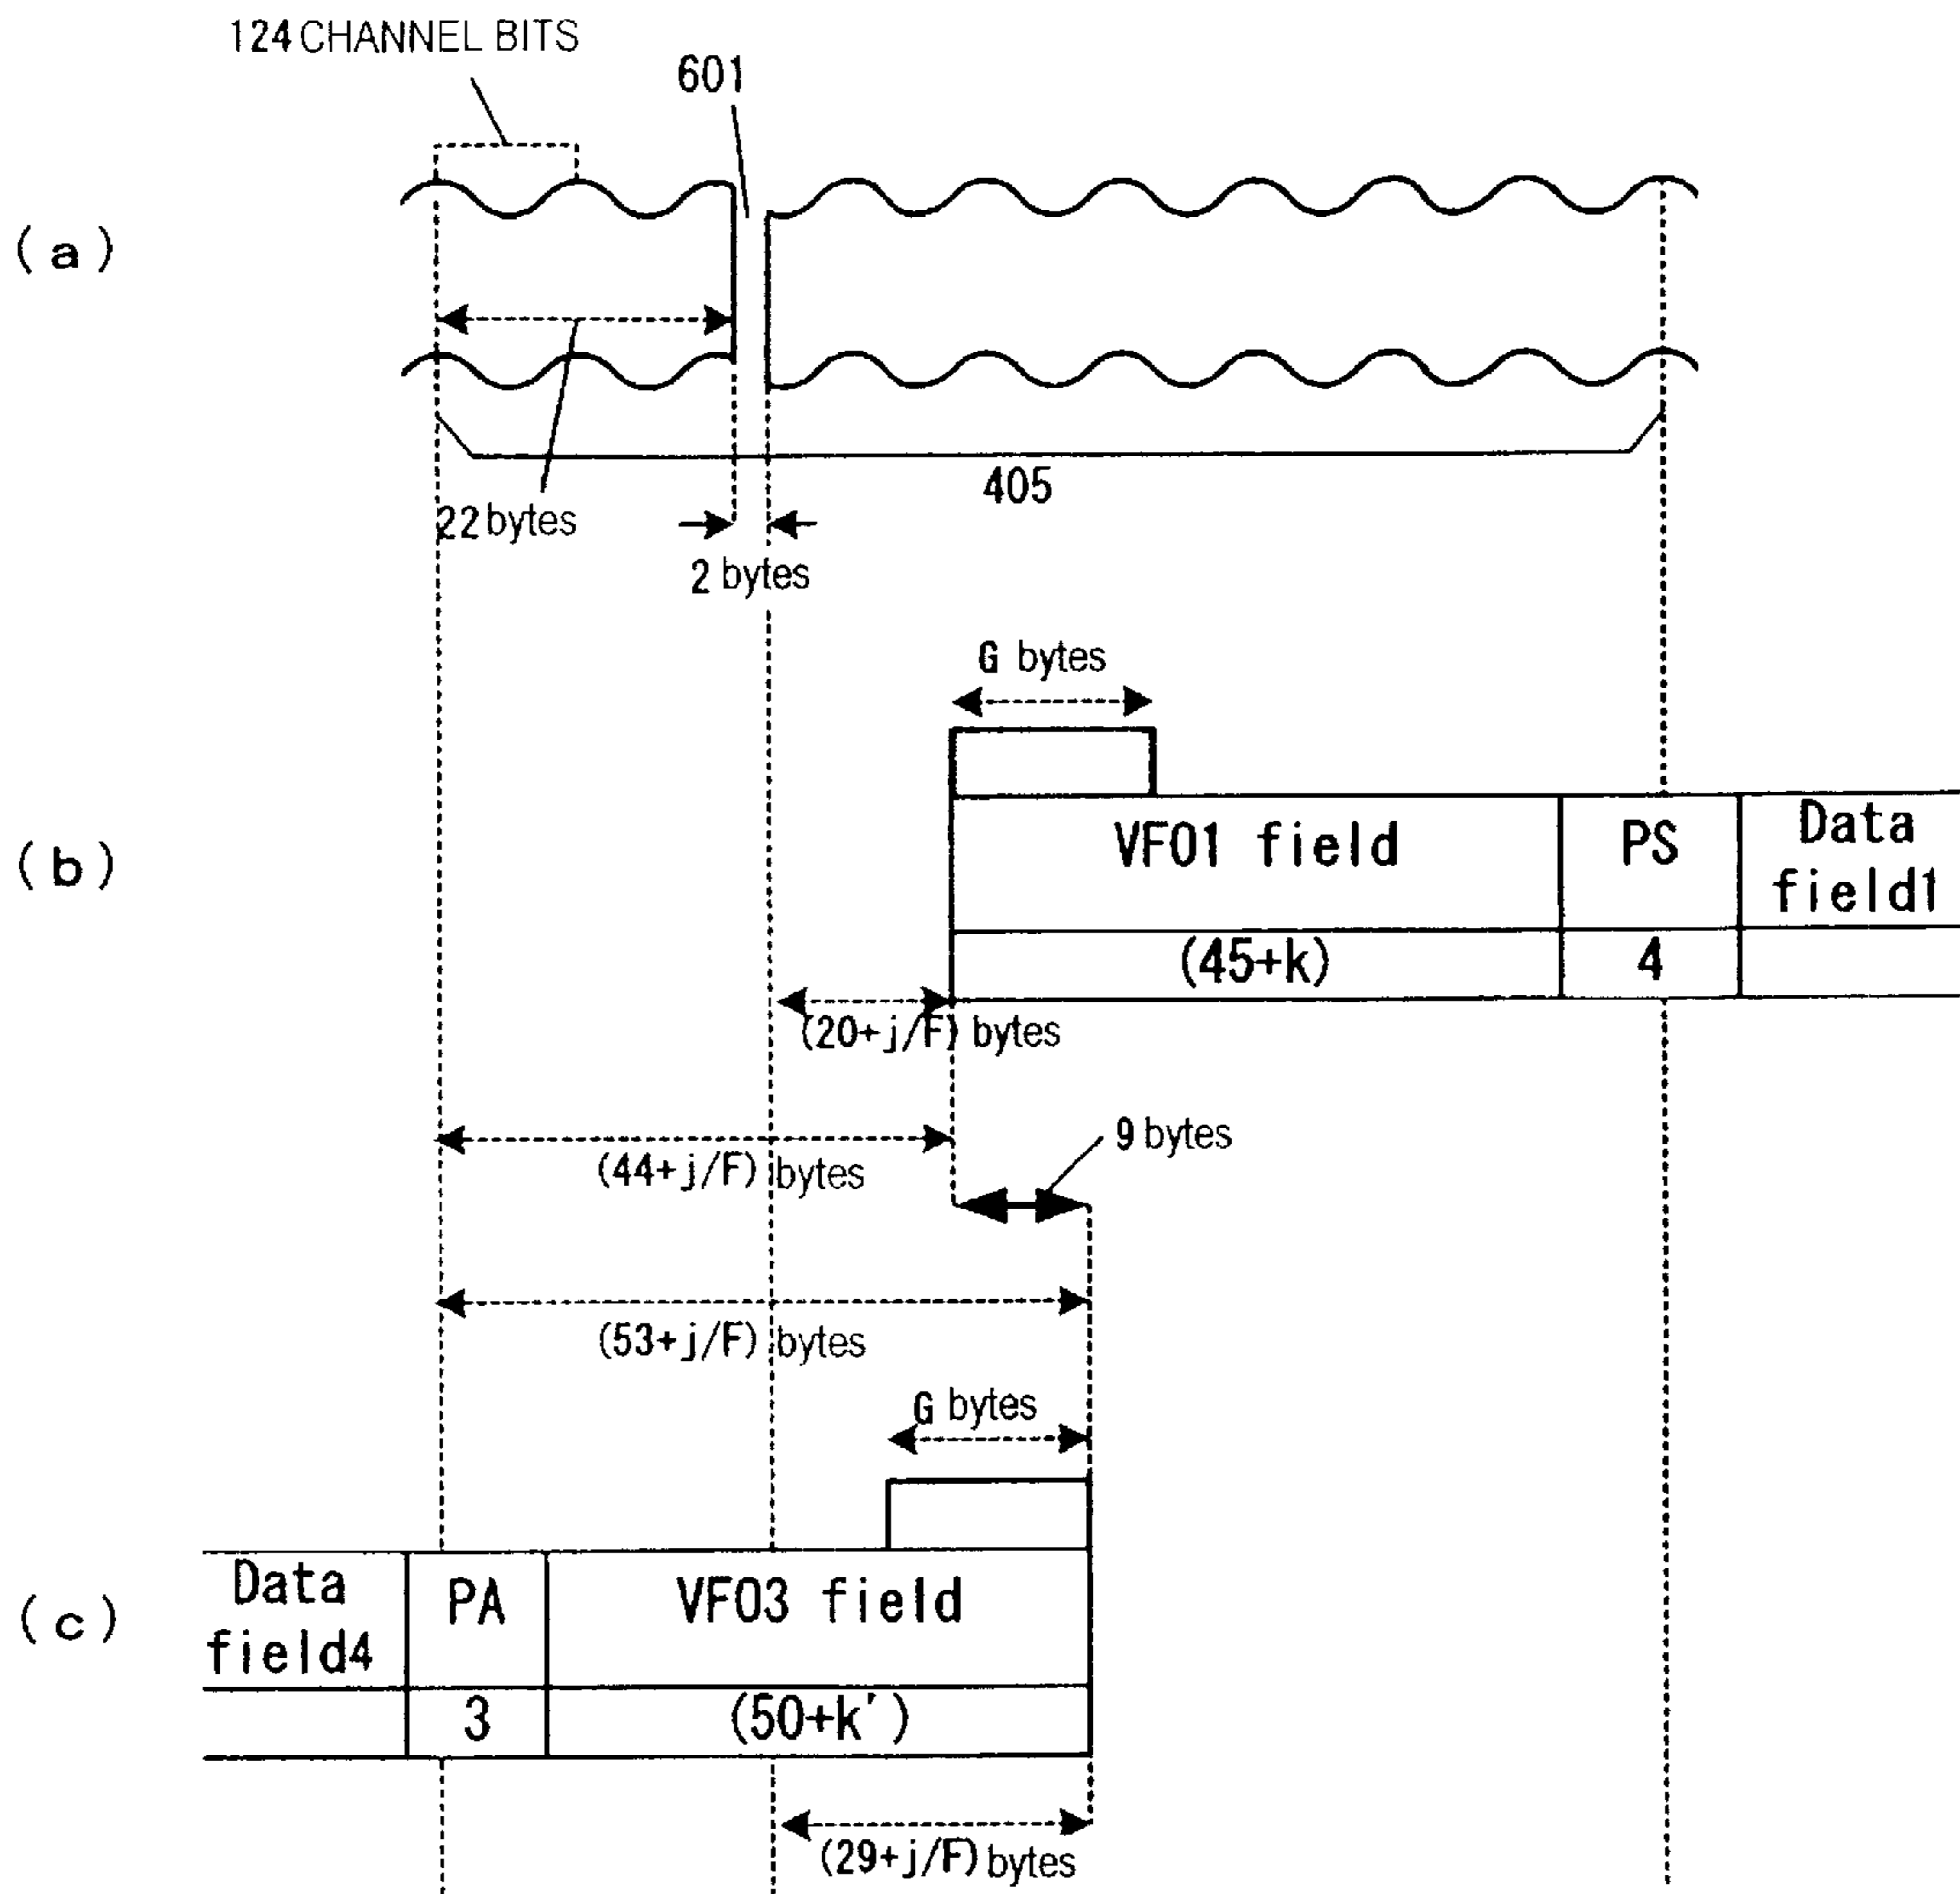 124 CHANNEL BITS
601
(a)
405
22 bytes
2 bytes
G bytes
(b)
VFO1 field
PS
Data
field1
(45+k)
4
(20+j/F) bytes
9 bytes
(44+j/F) bytes
(53+j/F) bytes
G bytes
(c)
Data
field4
PA
VFO3 field
3
(50+k')
(29+j/F) bytes